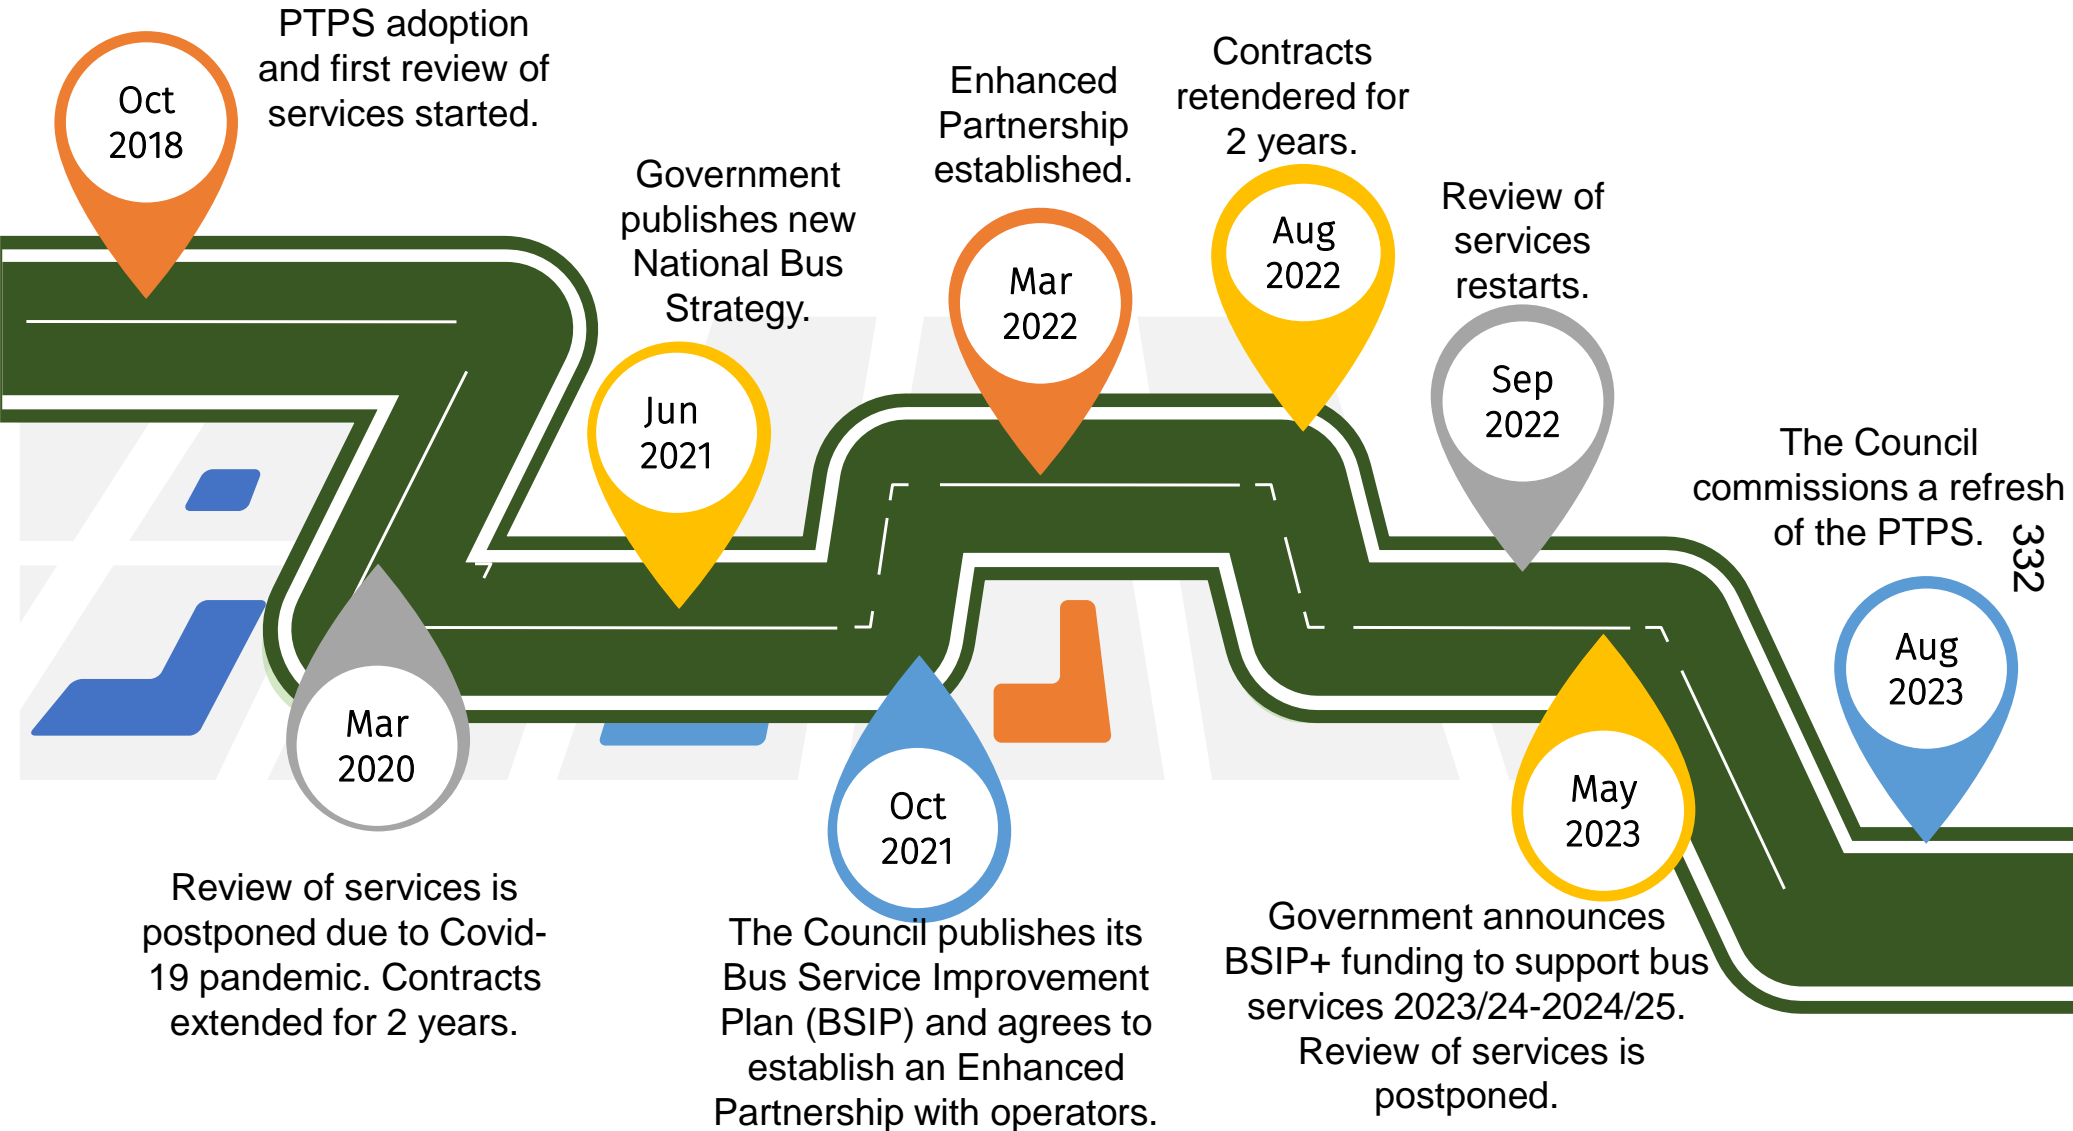 PTPS adoption
and first review of
services started.
Oct
2018
Review of services is
postponed due to Covid-
19 pandemic. Contracts
extended for 2 years.
Mar
2020
Government
publishes new
National Bus
Strategy.
Jun
2021
Oct
2021
The Council publishes its
Bus Service Improvement
Plan (BSIP) and agrees to
establish an Enhanced
Partnership with operators.
Enhanced
Partnership
established.
Mar
2022
Contracts
retendered for
2 years.
Aug
2022
Review of
services
restarts.
Sep
2022
May
2023
Government announces
BSIP+ funding to support bus
services 2023/24-2024/25.
Review of services is
postponed.
The Council
commissions a refresh
of the PTPS.
Aug
2023
332